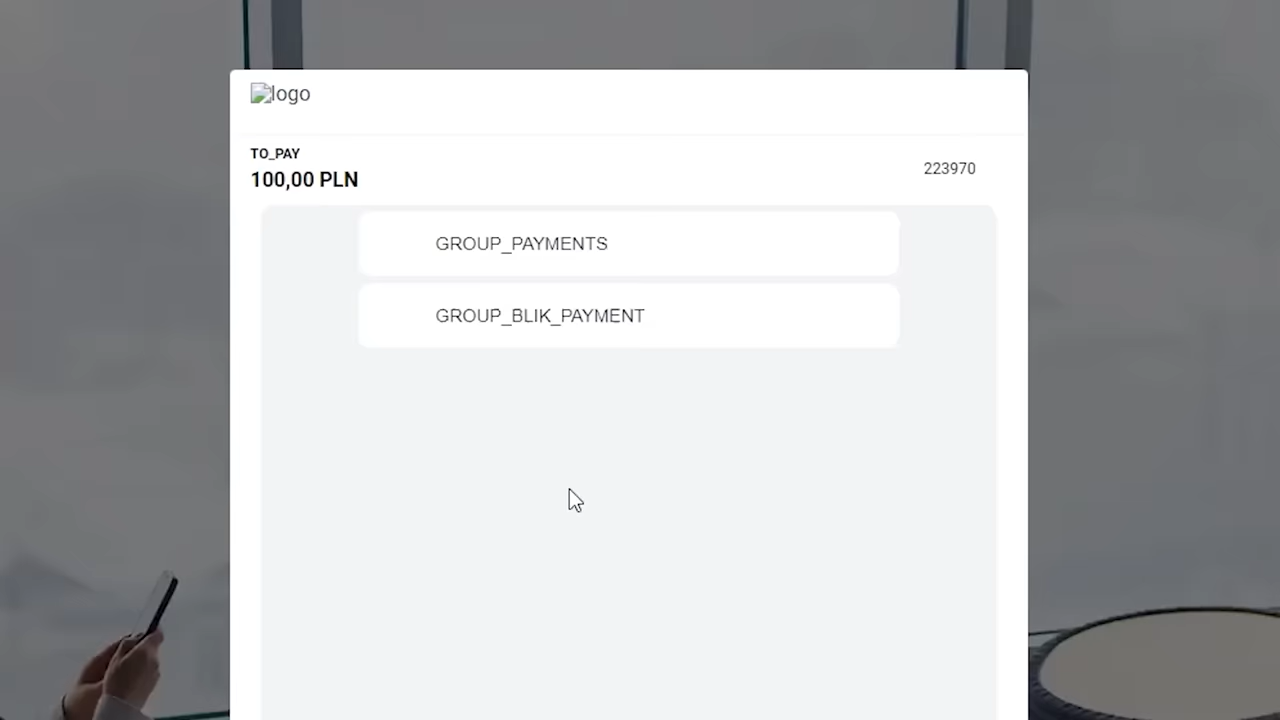 logo
TO_PAY
100,00 PLN
223970
GROUP_PAYMENTS
GROUP_BLIK_PAYMENT